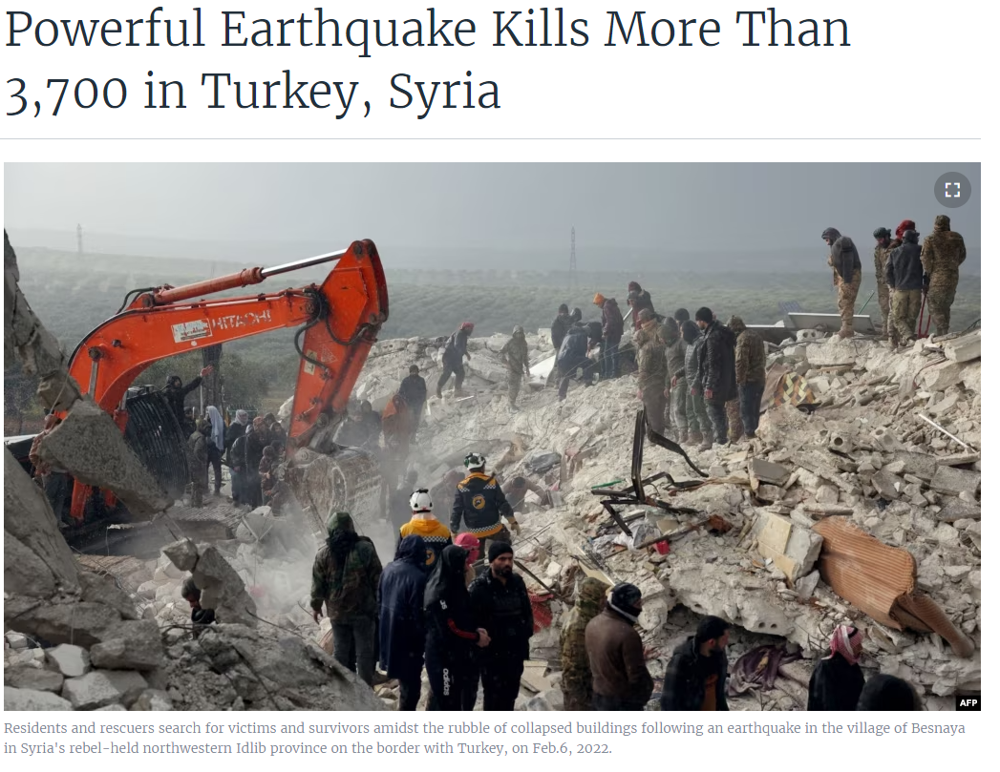 Powerful Earthquake Kills More Than
3,700 in Turkey, Syria
HITACHI
adidas
AFP
Residents and rescuers search for victims and survivors amidst the rubble of collapsed buildings following an earthquake in the village of Besnaya
in Syria's rebel-held northwestern Idlib province on the border with Turkey, on Feb.6, 2022.